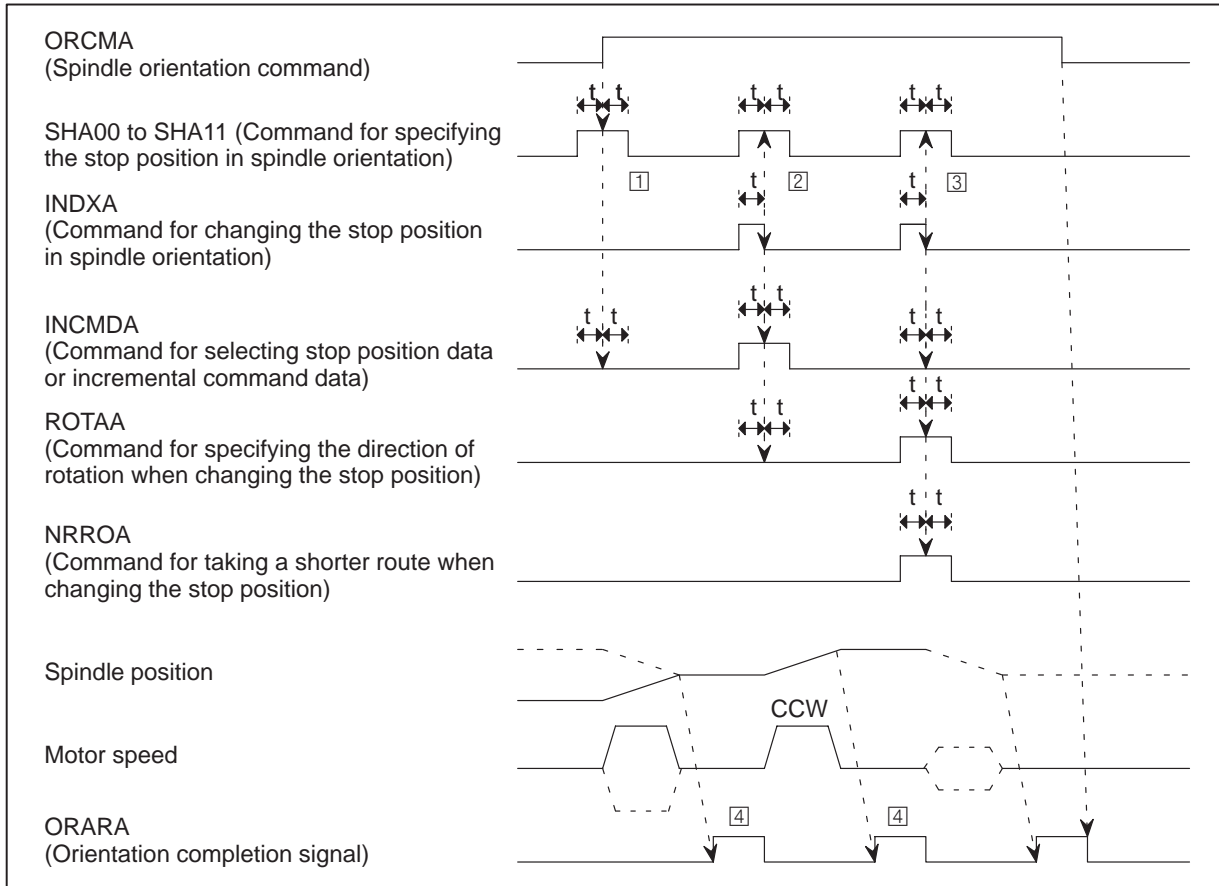 ORCMA
(Spindle orientation command)
t t t t t t
SHA00 to SHA11 (Command for specifying
the stop position in spindle orientation)
1 2 3
t t
INDXA
(Command for changing the stop position
in spindle orientation)
t t
INCMDA
t t t t
(Command for selecting stop position data
or incremental command data)
t t
ROTAA
t t
(Command for specifying the direction of
rotation when changing the stop position)
t t
NRROA
(Command for taking a shorter route when
changing the stop position)
Spindle position
CCW
Motor speed
4 4
ORARA
(Orientation completion signal)